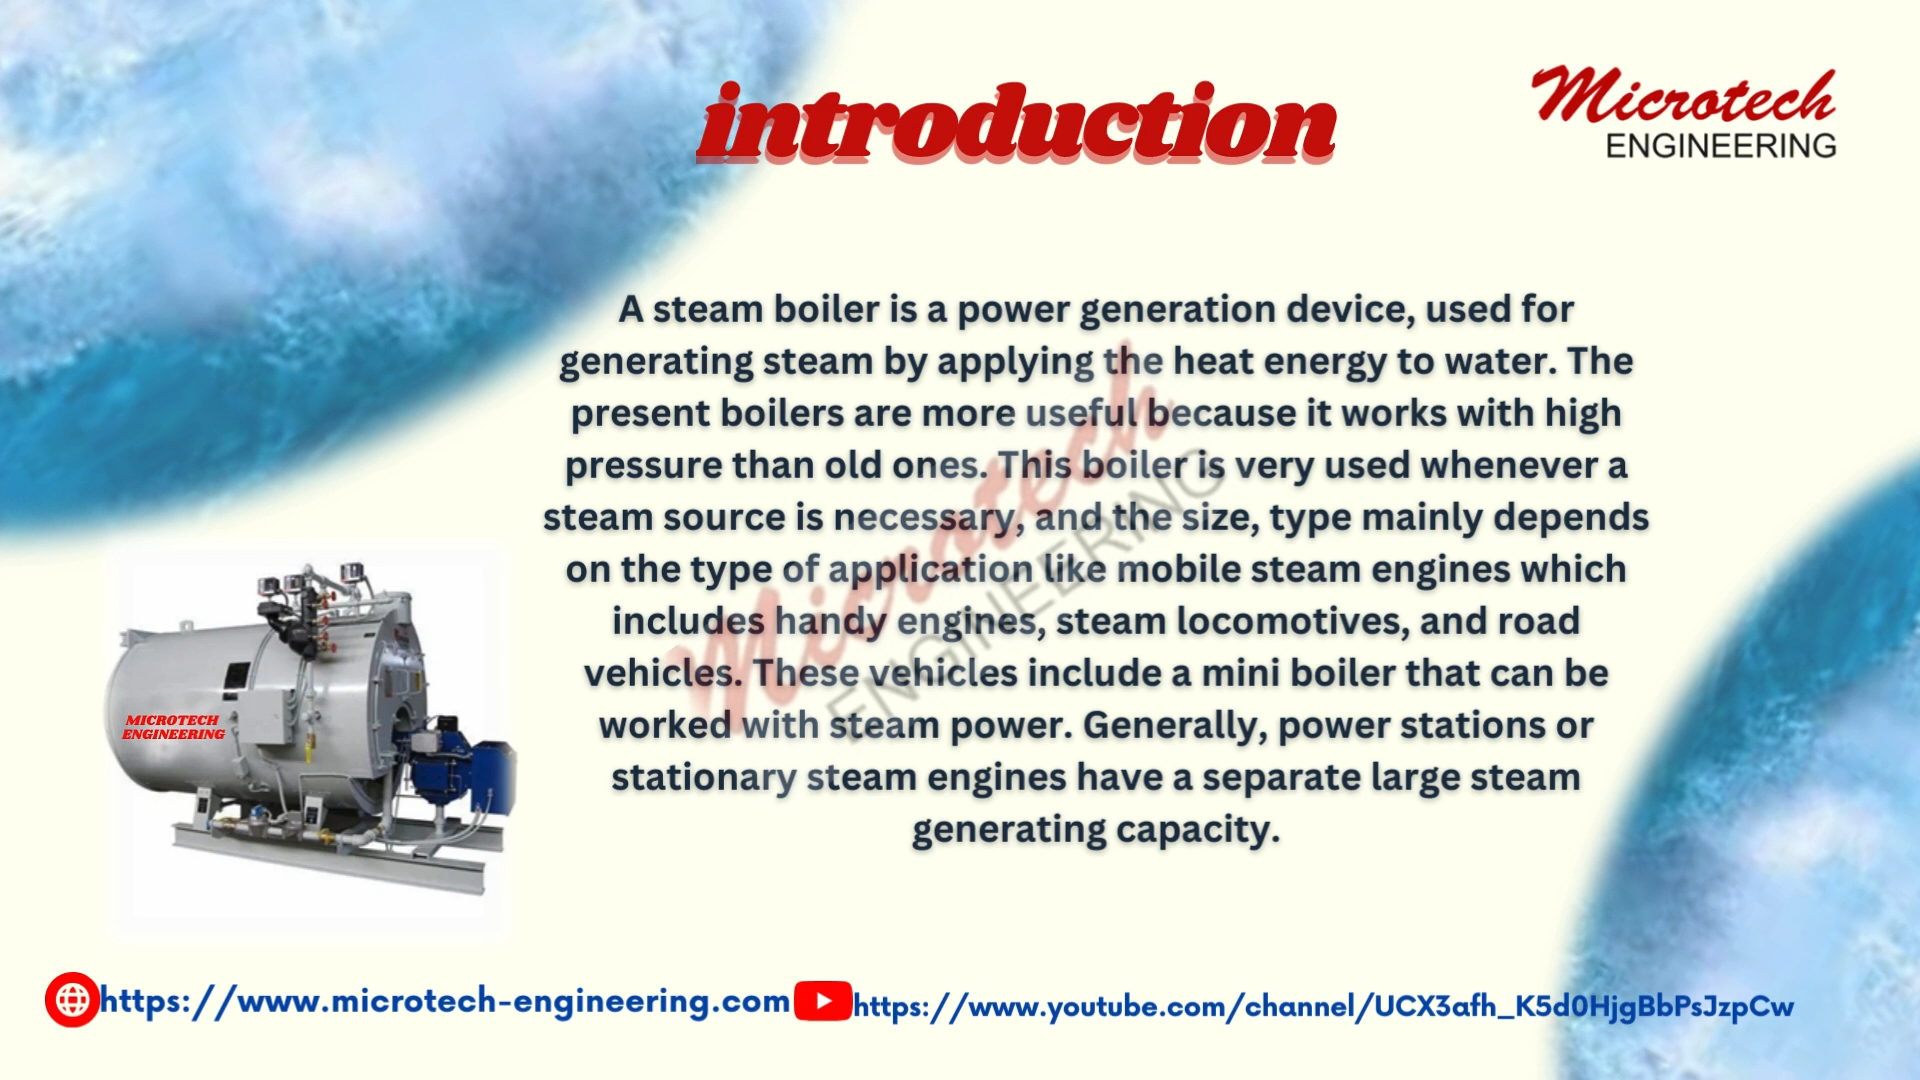 introduction
Microtech
ENGINEERING
A steam boiler is a power generation device, used for
generating steam by applying the heat energy to water. The
present boilers are more useful because it works with high
pressure than old ones. This boiler is very used whenever a
steam source is necessary, and the size, type mainly depends
on the type of application like mobile steam engines which
includes handy engines, steam locomotives, and road
vehicles. These vehicles include a mini boiler that can be
worked with steam power. Generally, power stations or
stationary steam engines have a separate large steam
generating capacity.
Microtech
ENGINEERING
MICROTECH
ENGINEERING
https://www.microtech-engineering.com
https://www.youtube.com/channel/UCX3afh_K5d0HjgBbPsJzpCw